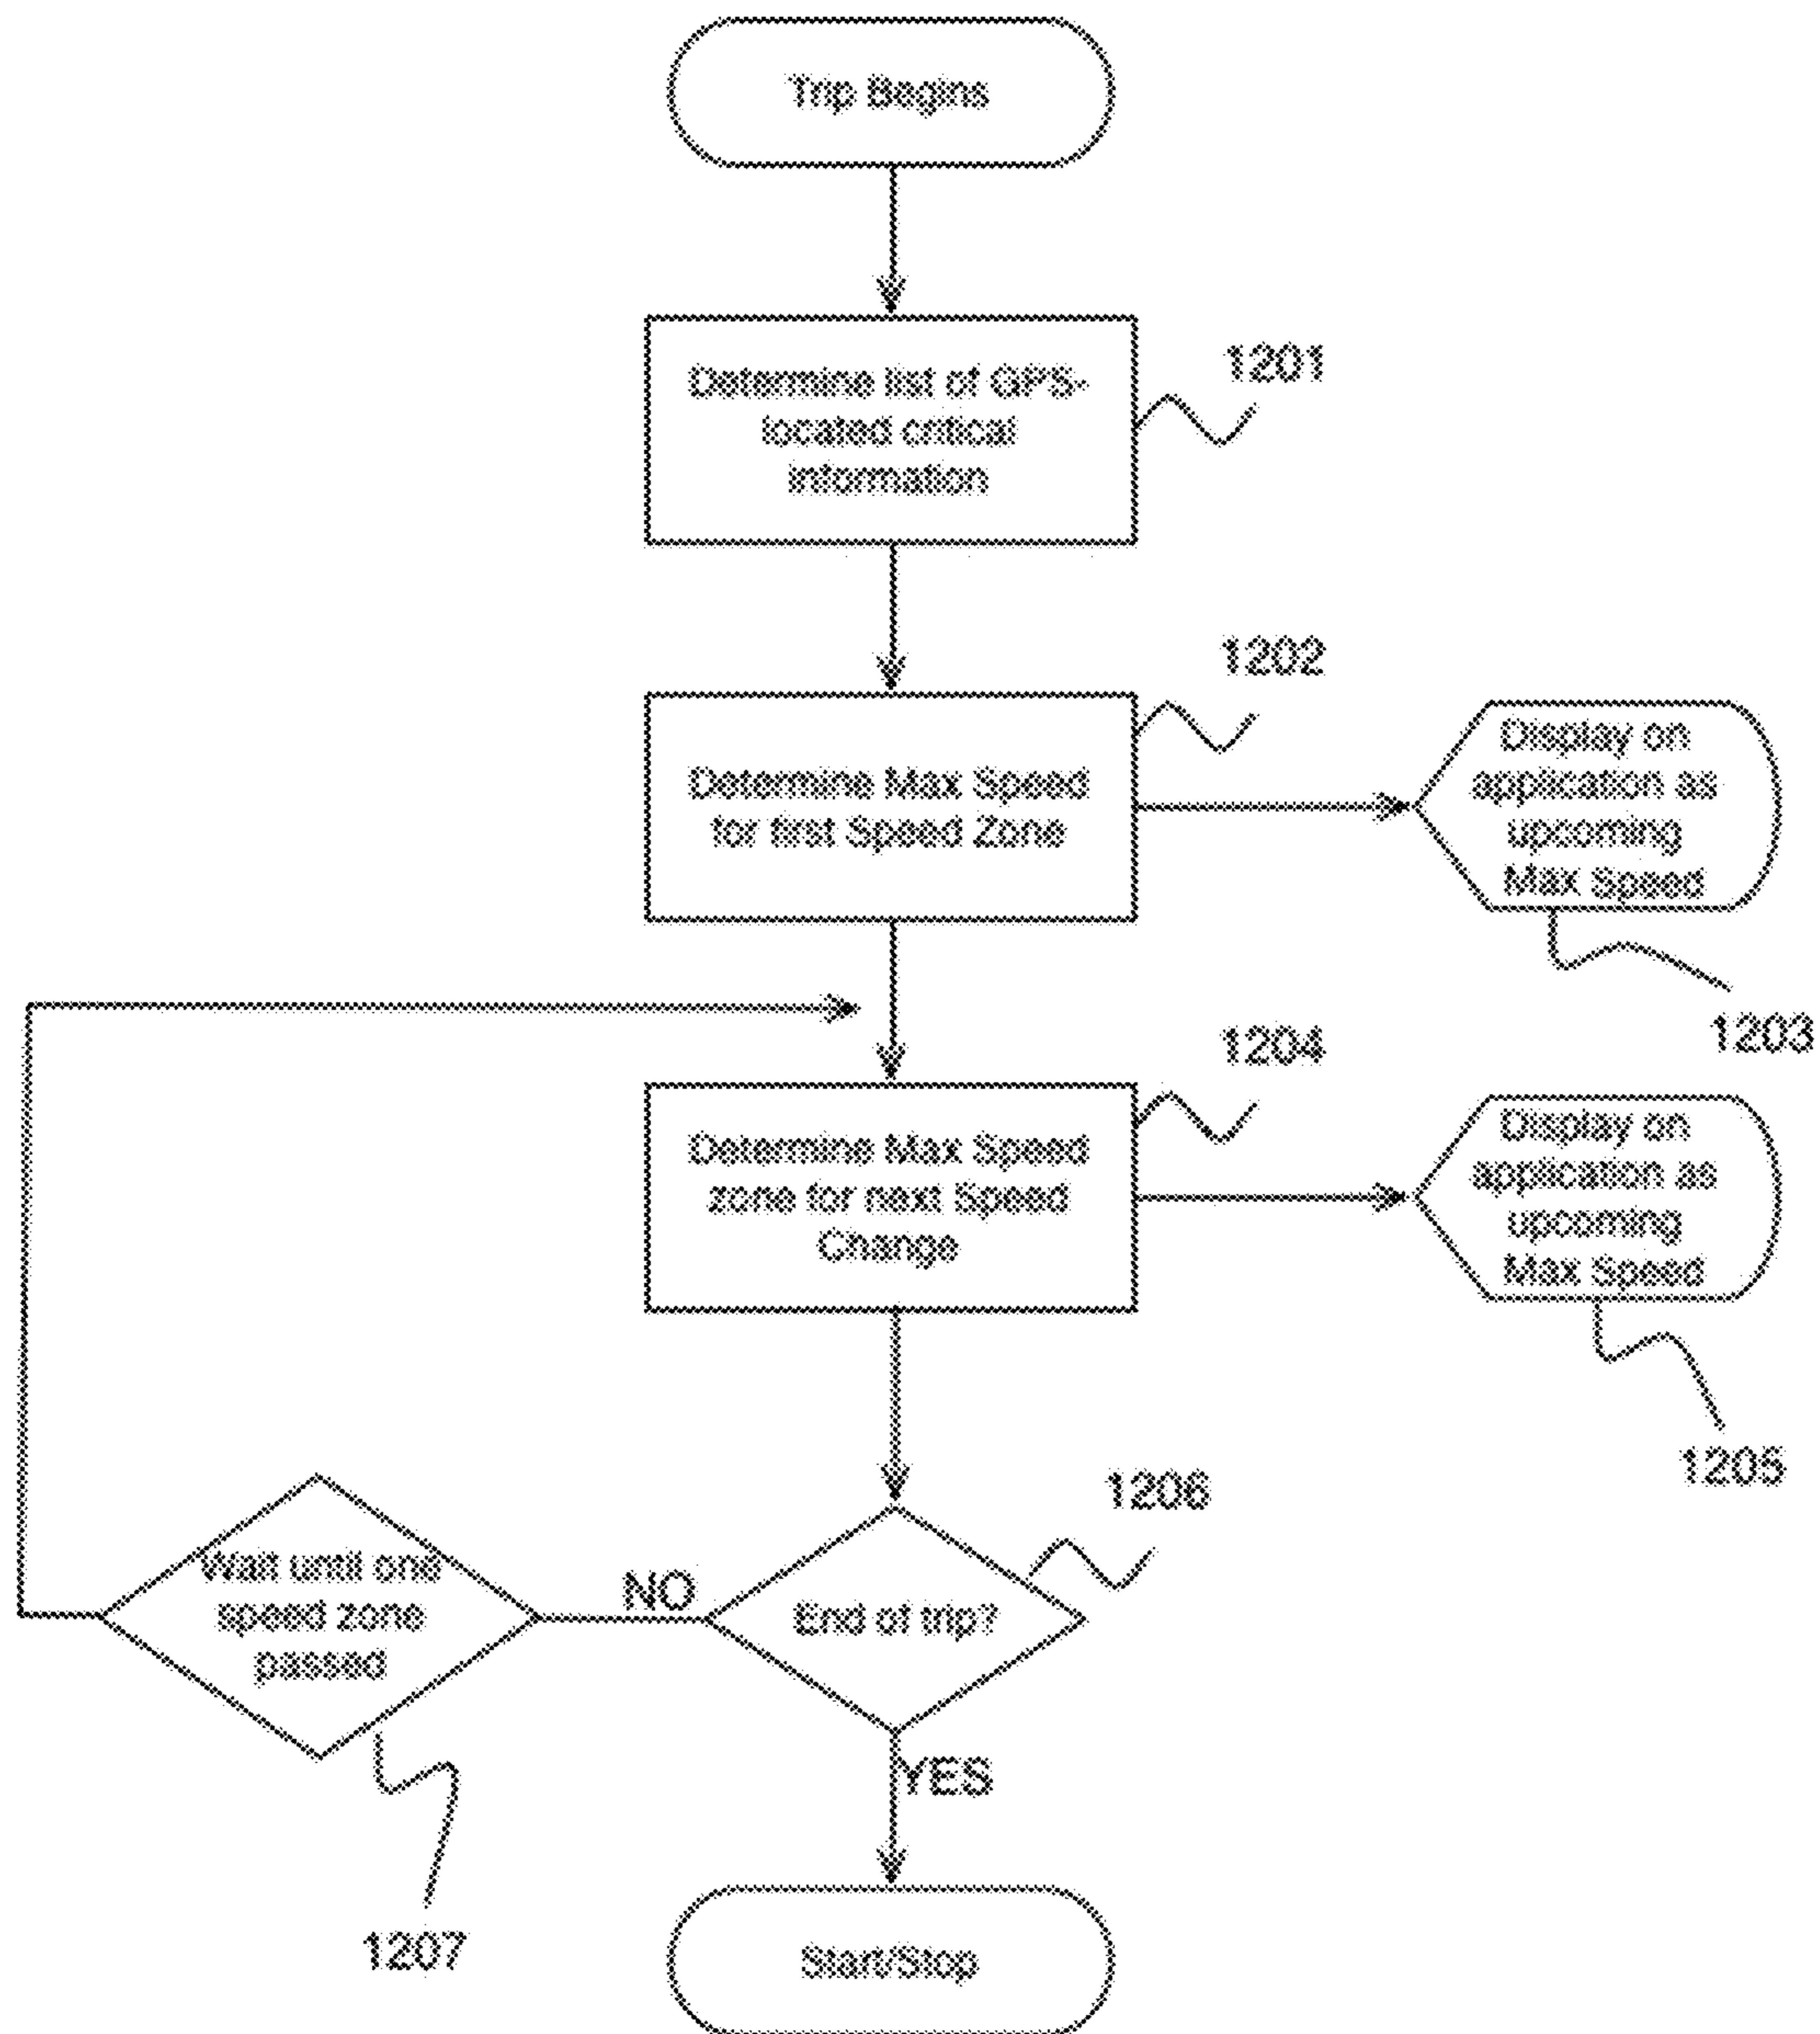 Trip Begins
Determine list of GPS-
located critical
information
1201
Determine Max Speed
for first Speed Zone
1202
Display on
application as
upcoming
Max Speed
1203
Determine Max Speed
zone for next Speed
Change
1204
Display on
application as
upcoming
Max Speed
1205
End of trip?
1206
NO
Wait until one
speed zone
passed
1207
YES
Start/Stop